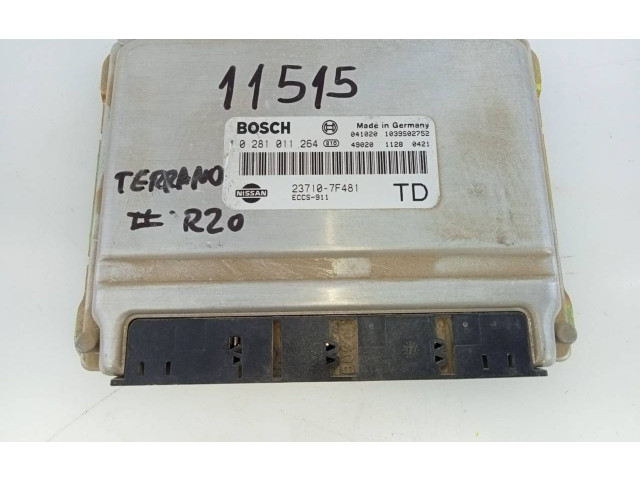 11515
BOSCH Made in Germany
041020 1039S02752
0 281 011 264 010 49020 1128 0421
TERRANO
II R20
NISSAN 23710-7F481 TD
ECCS-911